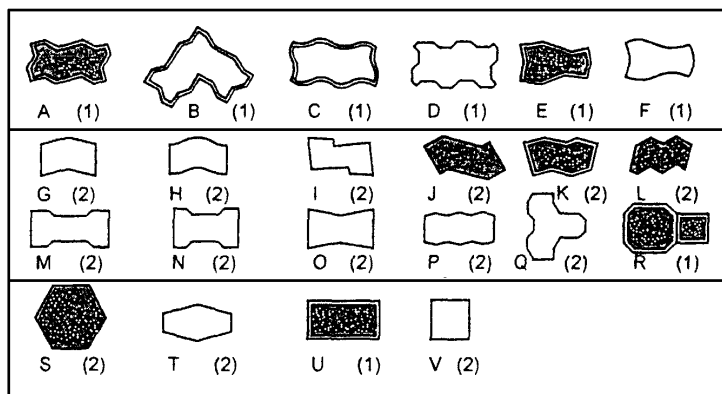 A (1) B (1) C (1) D (1) E (1) F (1)
G (2) H (2) I (2) J (2) K (2) L (2)
M (2) N (2) O (2) P (2) Q (2) R (1)
S (2) T (2) U (1) V (2)